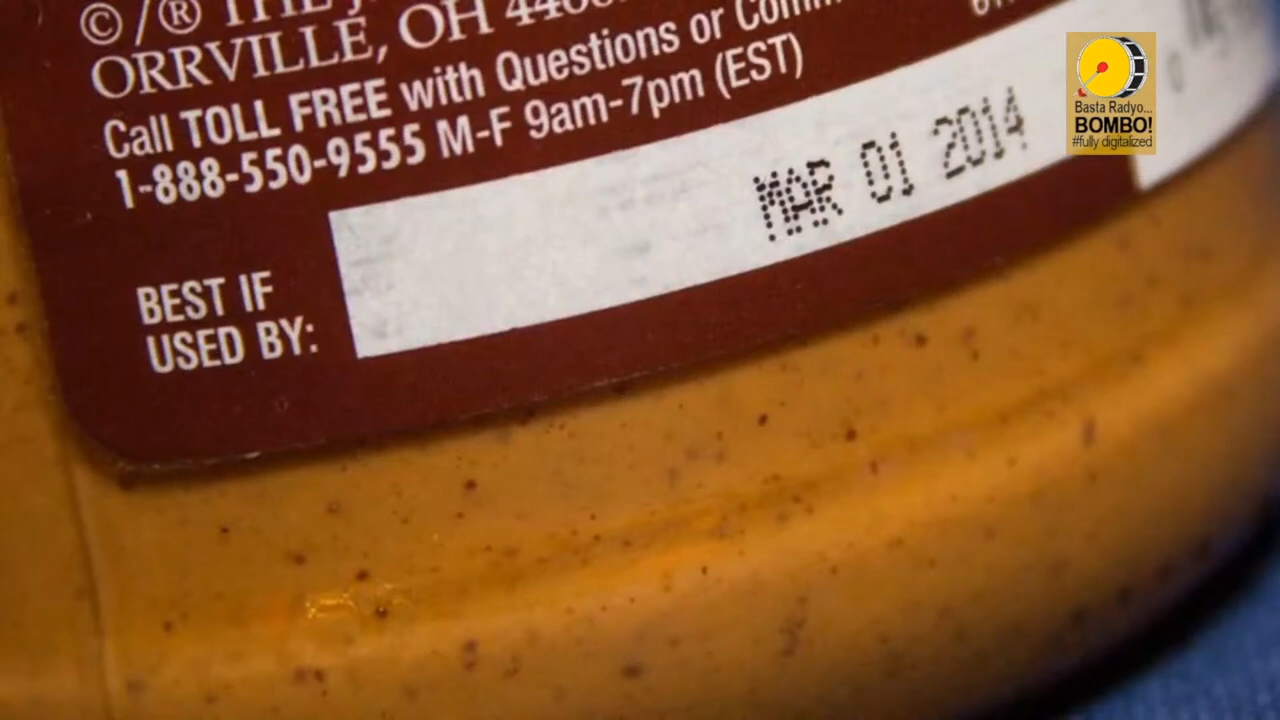 ©/® THE
ORRVILLE, OH
Call TOLL FREE with Questions or
1-888-550-9555 M-F 9am-7pm (EST)
BEST IF
USED BY:
MAR 01 2014
Basta Radyo...
BOMBO!
#fully digitalized